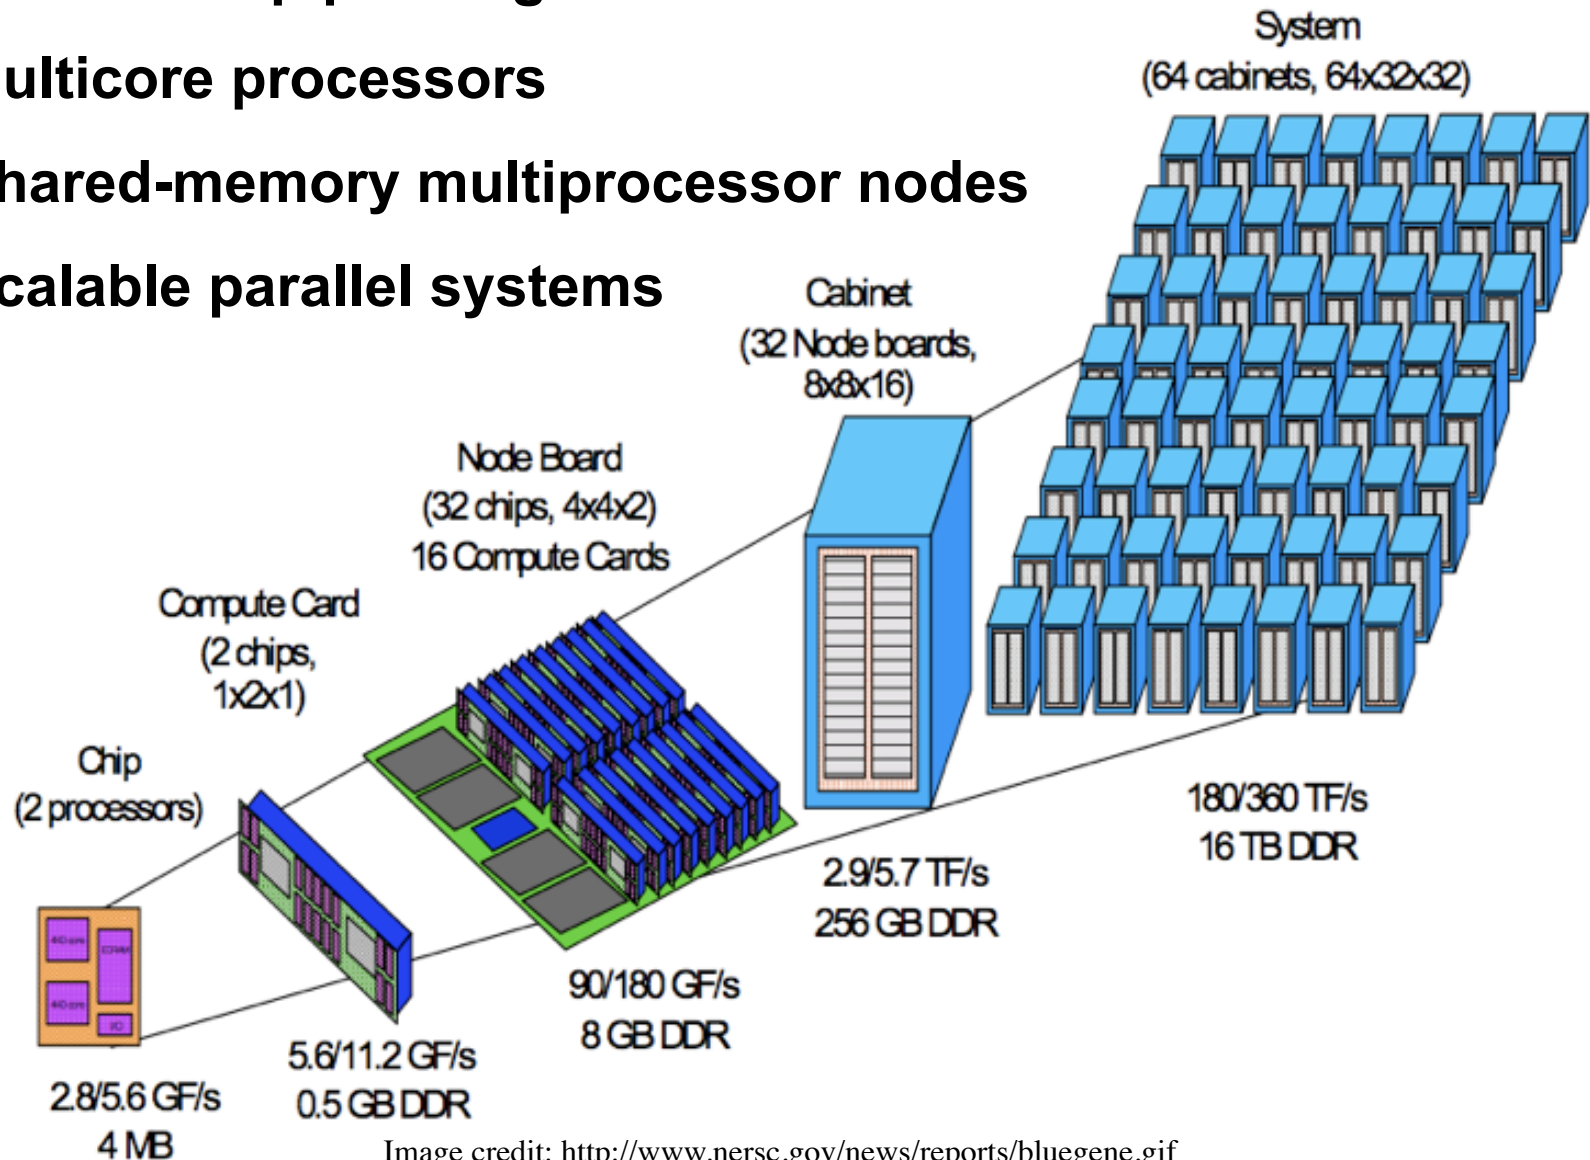 ulticore processors
hared-memory multiprocessor nodes
calable parallel systems
System
(64 cabinets, 64x32x32)
Cabinet
(32 Node boards,
8x8x16)
Node Board
(32 chips, 4x4x2)
16 Compute Cards
Compute Card
(2 chips,
1x2x1)
Chip
(2 processors)
180/360 TF/s
16 TB DDR
2.9/5.7 TF/s
256 GB DDR
90/180 GF/s
8 GB DDR
5.6/11.2 GF/s
0.5 GB DDR
2.8/5.6 GF/s
4 MB
Image credit: http://www.nersc.gov/news/reports/bluegene.gif